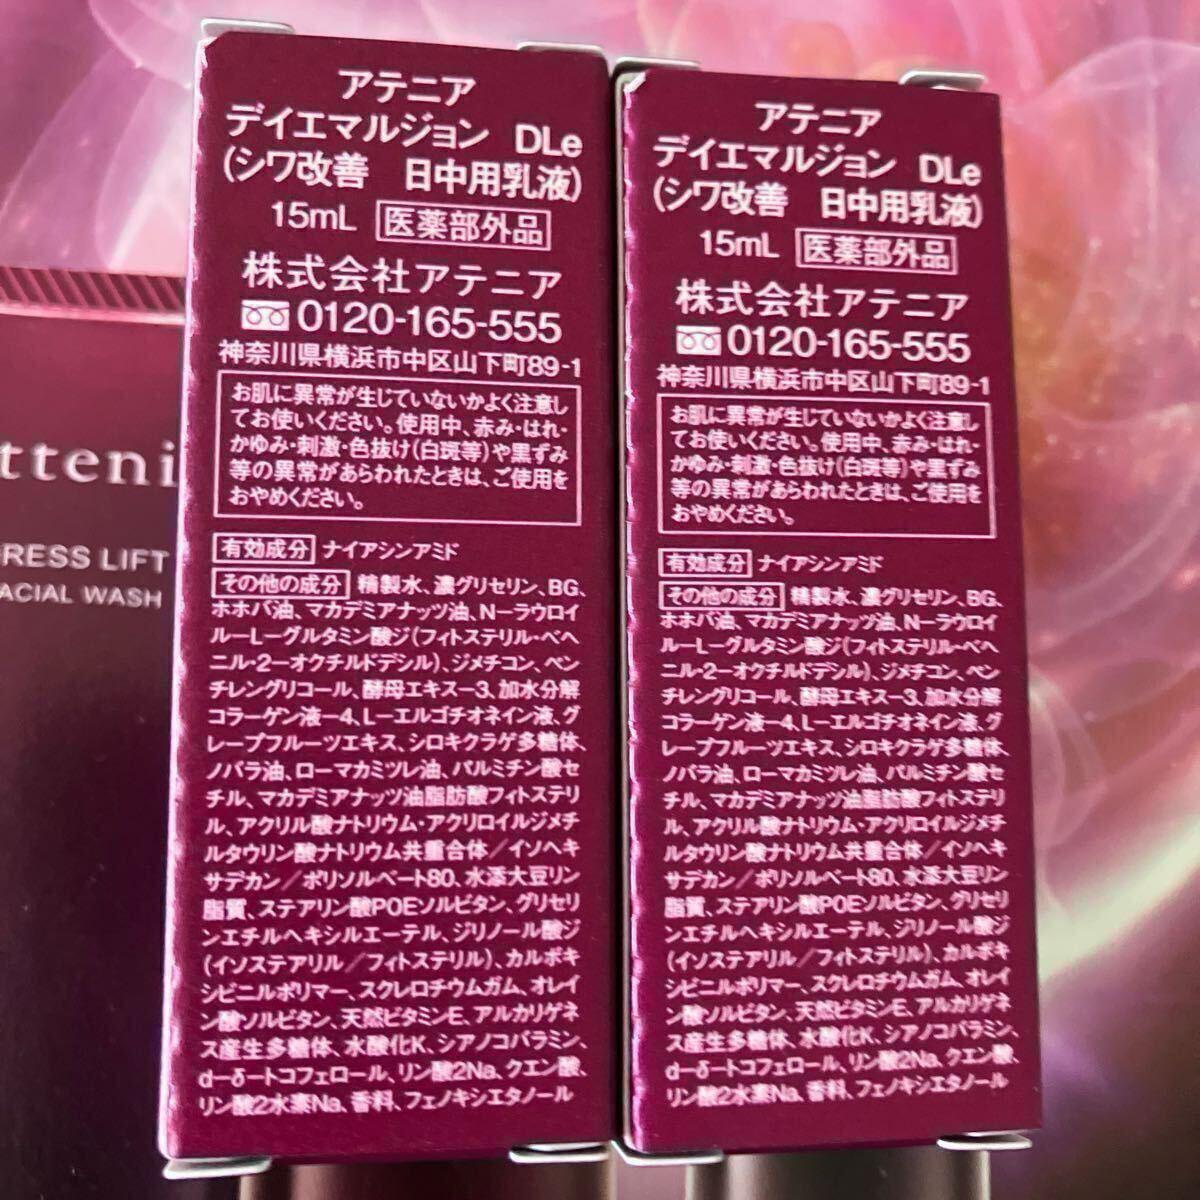 アテニア
デイエマルジョン DLe
(シワ改善 日中用乳液)
15mL 医薬部外品
株式会社アテニア
0120-165-555
神奈川県横浜市中区山下町89-1
お肌に異常が生じていないかよく注意し
てお使いください。使用中、赤み・はれ・
かゆみ・刺激・色抜け(白斑等)や黒ずみ
等の異常があらわれたときは、ご使用を
おやめください。
有効成分 ナイアシンアミド
その他の成分 精製水、濃グリセリン、BG、
ホホバ油、マカデミアナッツ油、N-ラウロイ
ル-L-グルタミン酸ジ(フィトステリル・ベヘ
ニル・2-オクチルドデシル)、ジメチコン、ペン
チレングリコール、酵母エキス-3、加水分解
コラーゲン液-4、L-エルゴチオネイン液、グ
レープフルーツエキス、シロキクラゲ多糖体、
ノバラ油、ローマカミツレ油、パルミチン酸セ
チル、マカデミアナッツ油脂肪酸フィトステリ
ル、アクリル酸ナトリウム・アクリロイルジメチ
ルタウリン酸ナトリウム共重合体/イソヘキ
サデカン/ポリソルベート80、水添大豆リン
脂質、ステアリン酸POEソルビタン、グリセリ
ンエチルヘキシルエーテル、ジリノール酸ジ
(イソステアリル/フィトステリル)、カルボキ
シビニルポリマー、スクレロチウムガム、オレイ
ン酸ソルビタン、天然ビタミンE、アルカリゲネ
ス産生多糖体、水酸化K、シアノコバラミン、
d-δ-トコフェロール、リン酸2Na、クエン酸、
リン酸2水素Na、香料、フェノキシエタノール
アテニア
デイエマルジョン DLe
(シワ改善 日中用乳液)
15mL 医薬部外品
株式会社アテニア
0120-165-555
神奈川県横浜市中区山下町89-1
お肌に異常が生じていないかよく注意し
てお使いください。使用中、赤み・はれ・
かゆみ・刺激・色抜け(白斑等)や黒ずみ
等の異常があらわれたときは、ご使用を
おやめください。
有効成分 ナイアシンアミド
その他の成分 精製水、濃グリセリン、BG、
ホホバ油、マカデミアナッツ油、N-ラウロイ
ル-L-グルタミン酸ジ(フィトステリル・ベヘ
ニル・2-オクチルドデシル)、ジメチコン、ペン
チレングリコール、酵母エキス-3、加水分解
コラーゲン液-4、L-エルゴチオネイン液、グ
レープフルーツエキス、シロキクラゲ多糖体、
ノバラ油、ローマカミツレ油、パルミチン酸セ
チル、マカデミアナッツ油脂肪酸フィトステリ
ル、アクリル酸ナトリウム・アクリロイルジメチ
ルタウリン酸ナトリウム共重合体/イソヘキ
サデカン/ポリソルベート80、水添大豆リン
脂質、ステアリン酸POEソルビタン、グリセリ
ンエチルヘキシルエーテル、ジリノール酸ジ
(イソステアリル/フィトステリル)、カルボキ
シビニルポリマー、スクレロチウムガム、オレイ
ン酸ソルビタン、天然ビタミンE、アルカリゲネ
ス産生多糖体、水酸化K、シアノコバラミン、
d-δ-トコフェロール、リン酸2Na、クエン酸、
リン酸2水素Na、香料、フェノキシエタノール
tteni
GRESS LIFT
ACIAL WASH